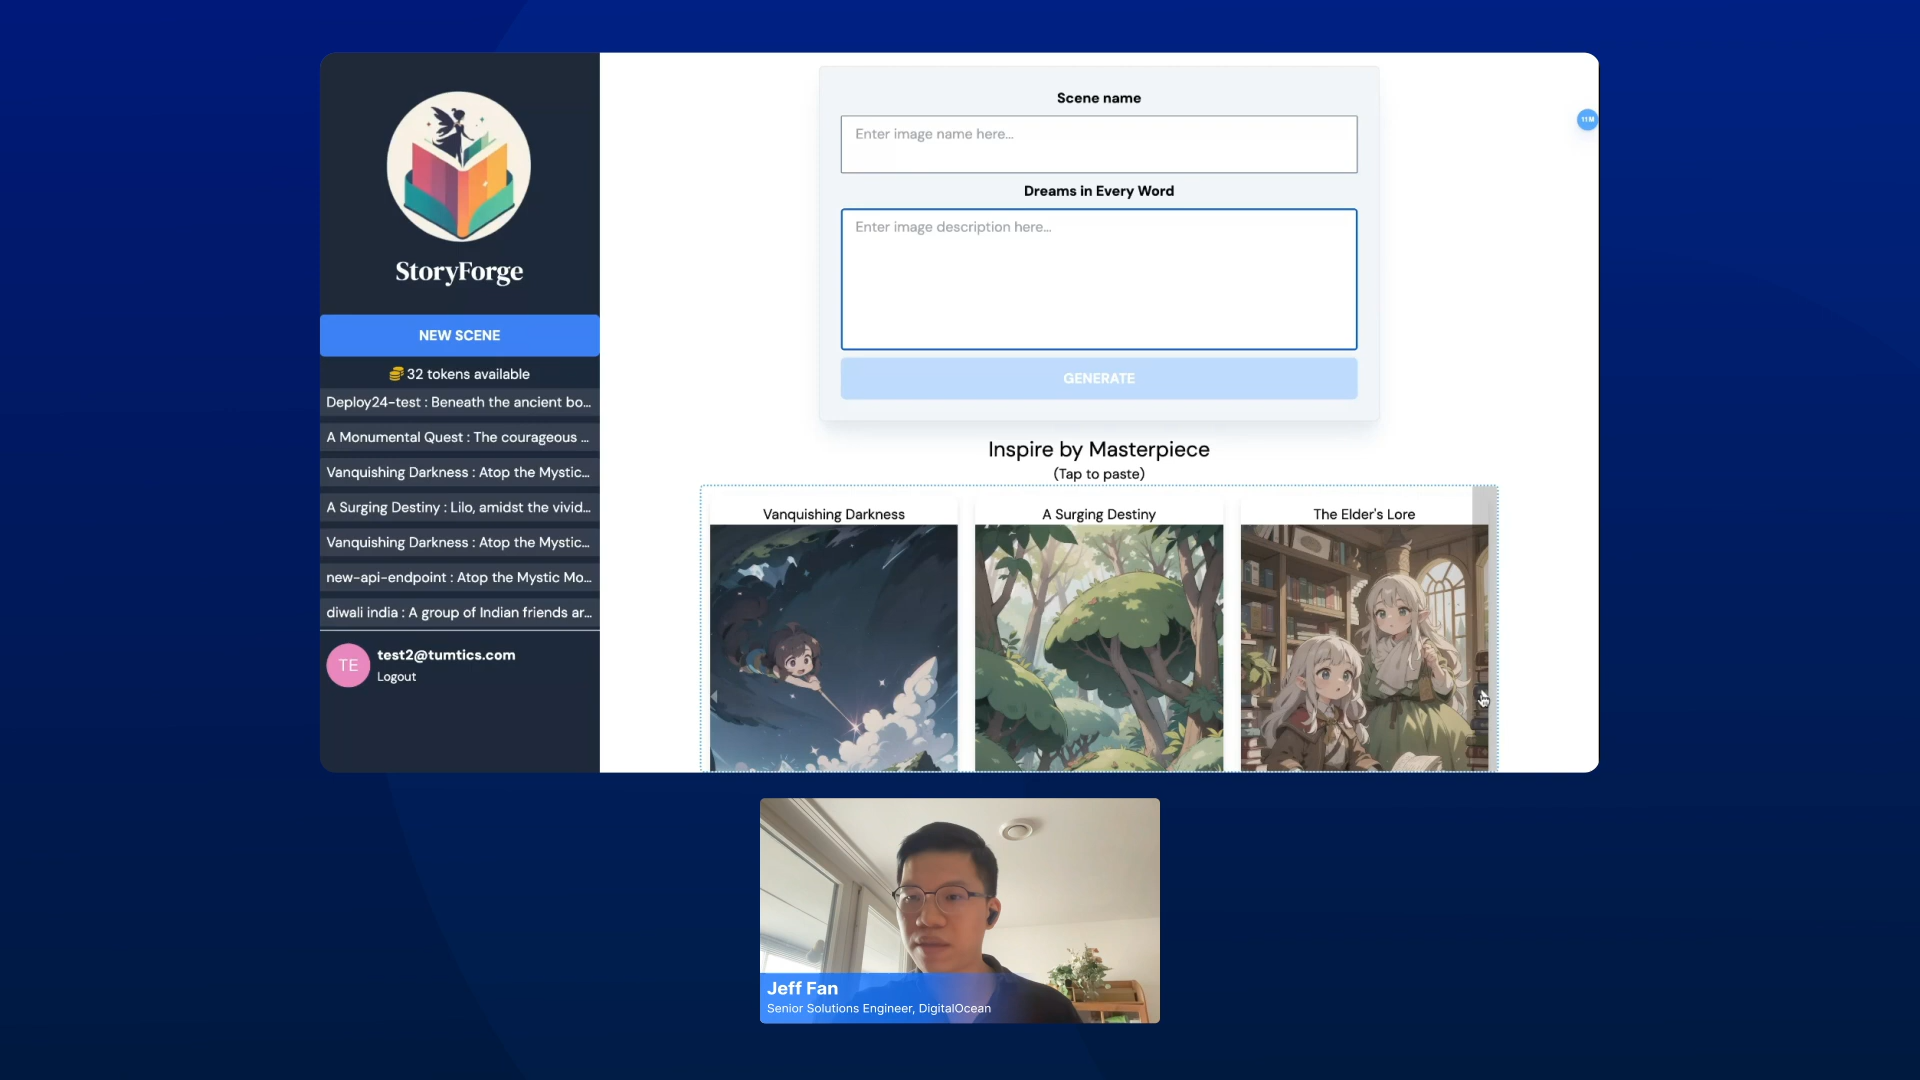 StoryForge
NEW SCENE
32 tokens available
Deploy24-test : Beneath the ancient bo...
A Monumental Quest : The courageous ...
Vanquishing Darkness : Atop the Mystic...
A Surging Destiny : Lilo, amidst the vivid...
Vanquishing Darkness : Atop the Mystic...
new-api-endpoint : Atop the Mystic Mo...
diwali india : A group of Indian friends ar...
TE
test2@tumtics.com
Logout
Scene name
Enter image name here...
Dreams in Every Word
Enter image description here...
GENERATE
11M
Inspire by Masterpiece
(Tap to paste)
Vanquishing Darkness
A Surging Destiny
The Elder's Lore
Jeff Fan
Senior Solutions Engineer, DigitalOcean